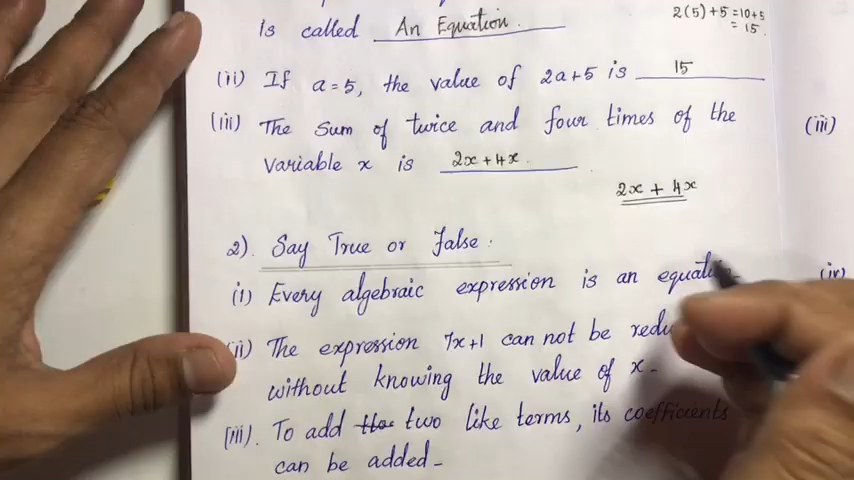 is called An Equation.
2(5)+5 =10+5
= 15.
(ii) If a=5, the value of 2a+5 is 15
(iii) The sum of twice and four times of the
variable x is 2x+4x.
2x + 4x
2). Say True or False.
(i) Every algebraic expression is an
(ii) The expression 7x+1 can not be
without knowing the value of x-
(iii). To add two like terms, its coefficients
can be added-
(iii)
(iv)